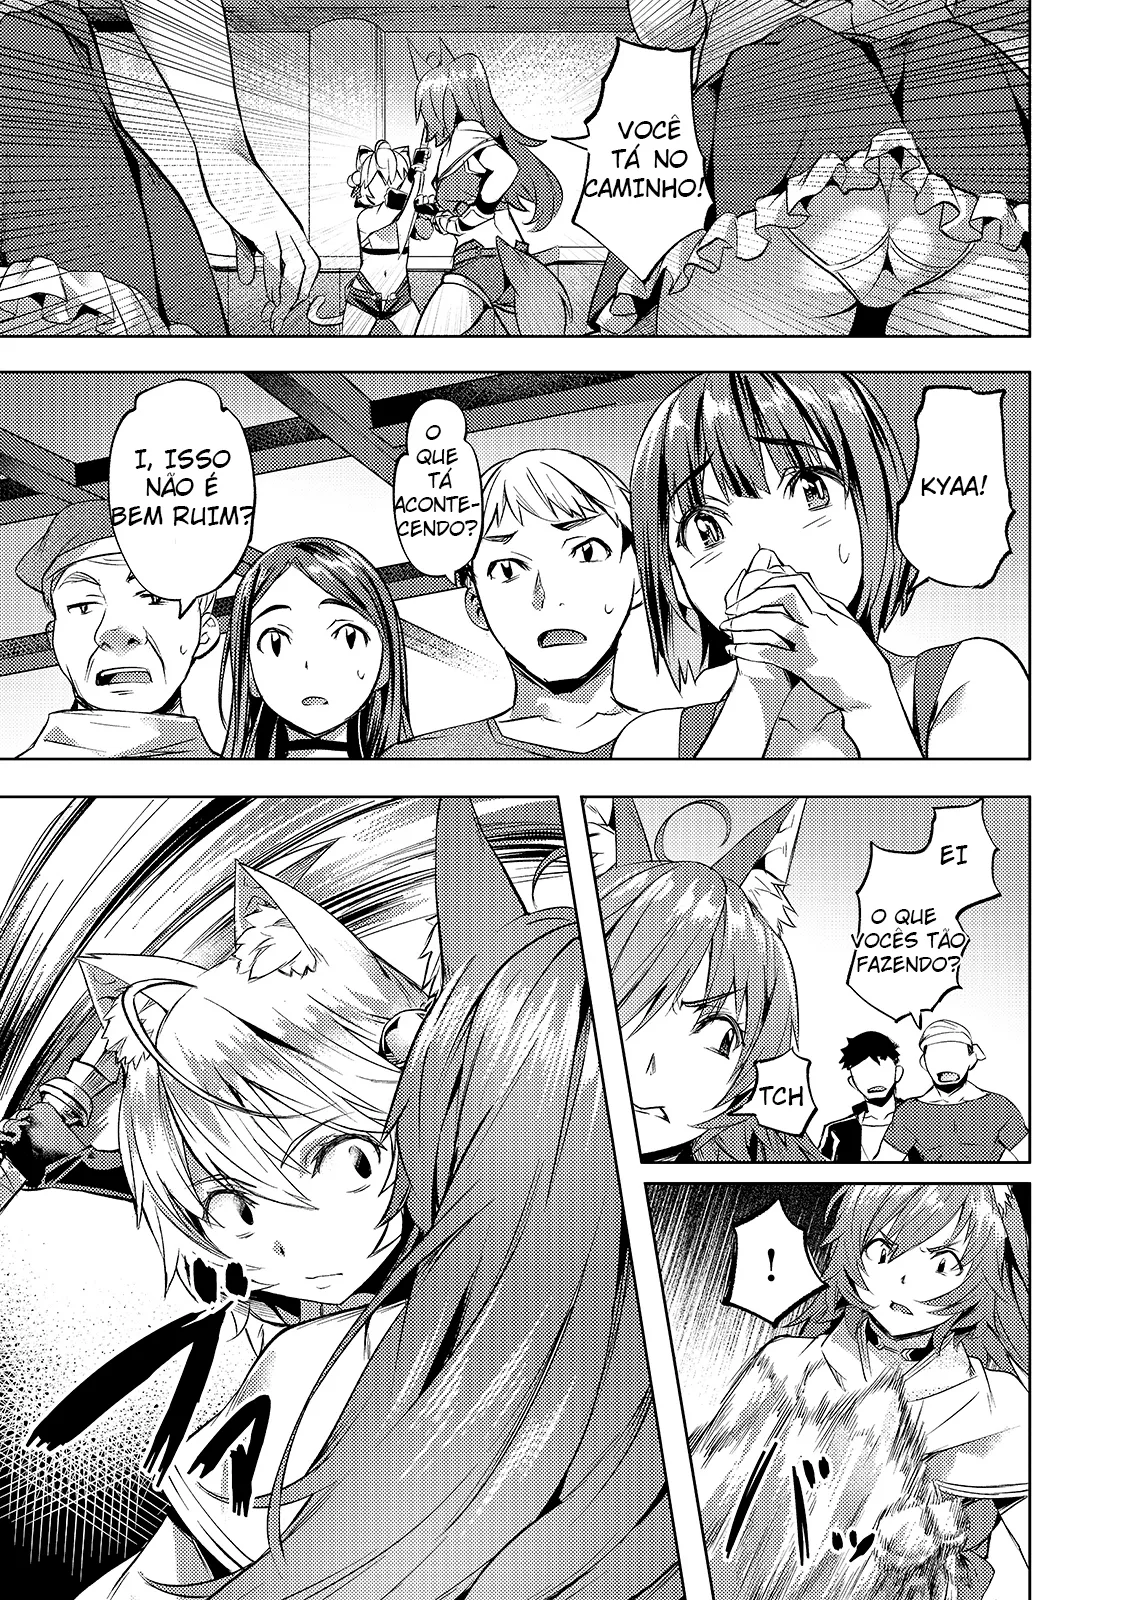 VOCÊ
TÁ NO
CAMINHO!
KYAA!
O
QUE
TÁ
ACONTE-
CENDO?
I, ISSO
NÃO É
BEM RUIM?
EI
O QUE
VOCÊS TÃO
FAZENDO?
TCH
!